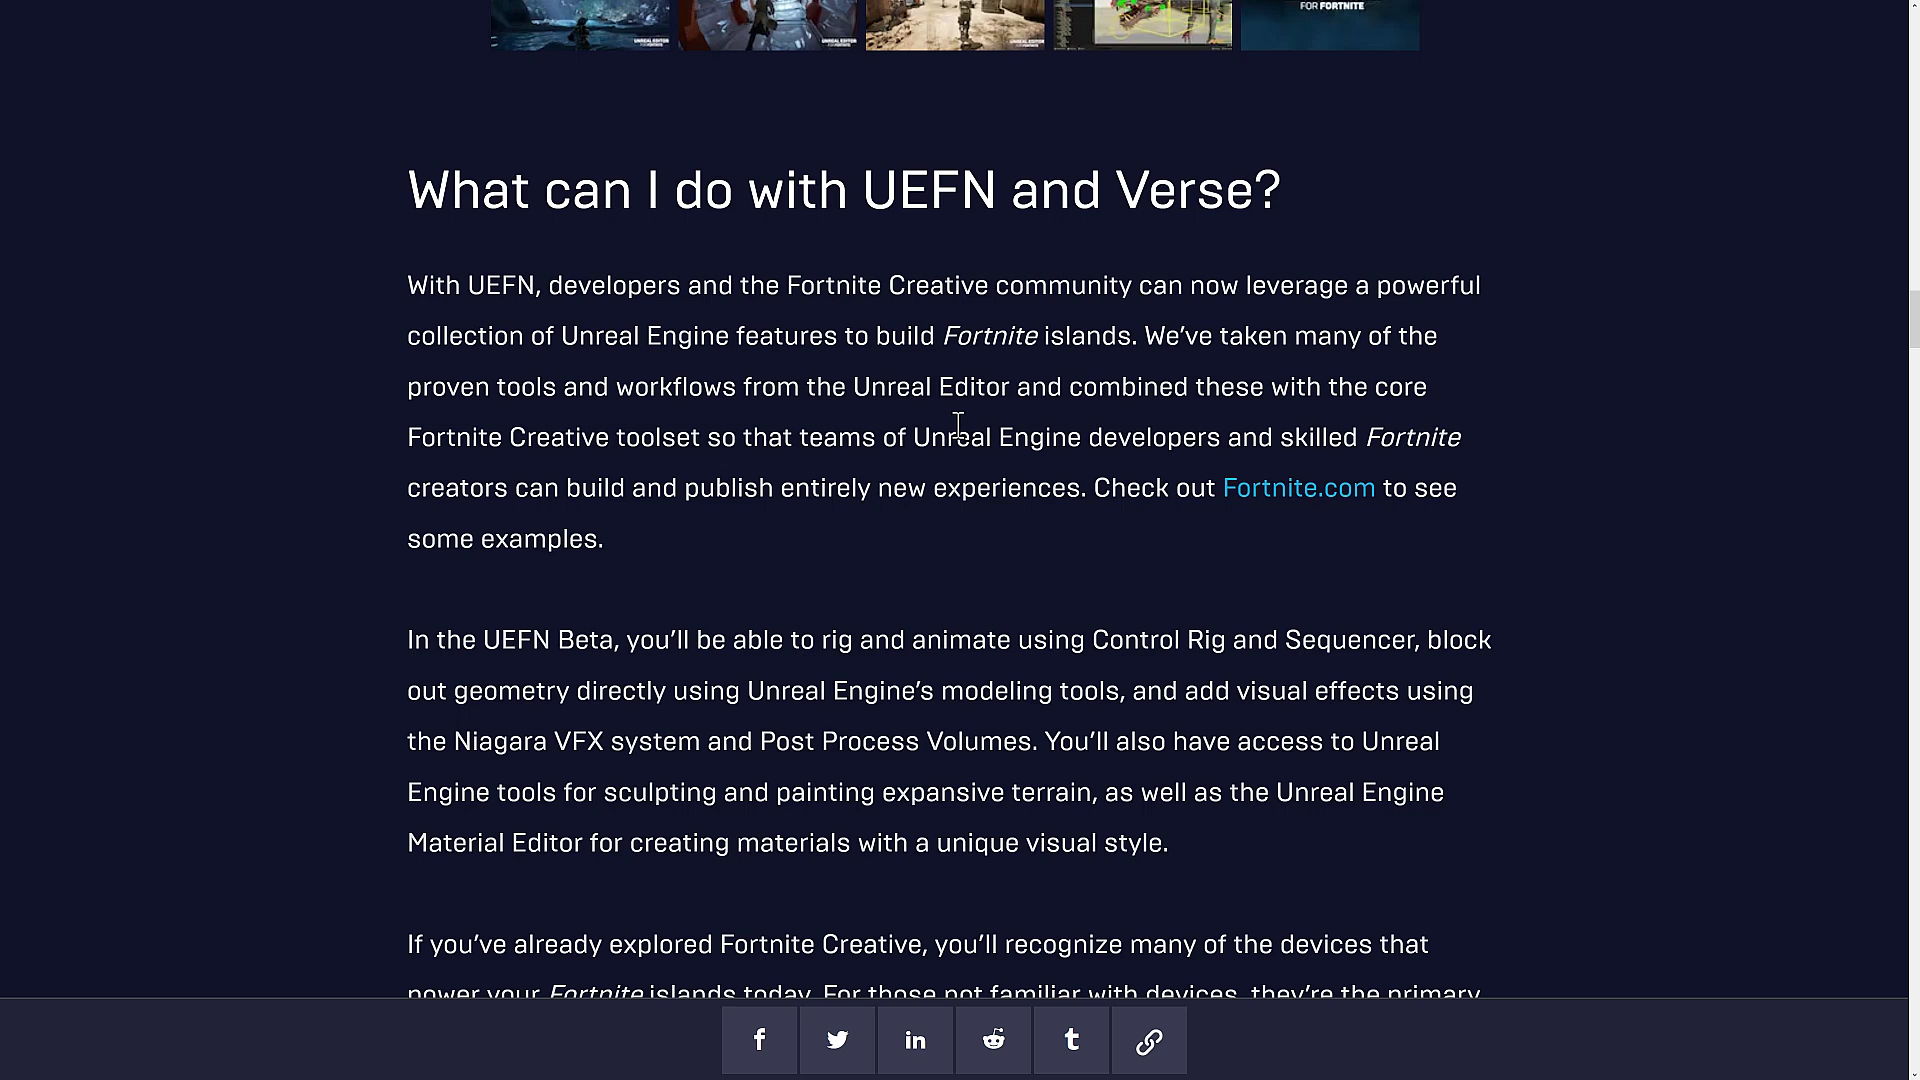 FOR FORTNITE
UNREAL EDITOR
UNREAL EDITOR
UNREAL EDITOR
What can I do with UEFN and Verse?
With UEFN, developers and the Fortnite Creative community can now leverage a powerful
collection of Unreal Engine features to build Fortnite islands. We’ve taken many of the
proven tools and workflows from the Unreal Editor and combined these with the core
Fortnite Creative toolset so that teams of Unreal Engine developers and skilled Fortnite
creators can build and publish entirely new experiences. Check out Fortnite.com to see
some examples.
In the UEFN Beta, you’ll be able to rig and animate using Control Rig and Sequencer, block
out geometry directly using Unreal Engine’s modeling tools, and add visual effects using
the Niagara VFX system and Post Process Volumes. You’ll also have access to Unreal
Engine tools for sculpting and painting expansive terrain, as well as the Unreal Engine
Material Editor for creating materials with a unique visual style.
If you’ve already explored Fortnite Creative, you’ll recognize many of the devices that
power your Fortnite islands today. For those not familiar with devices, they’re the primary